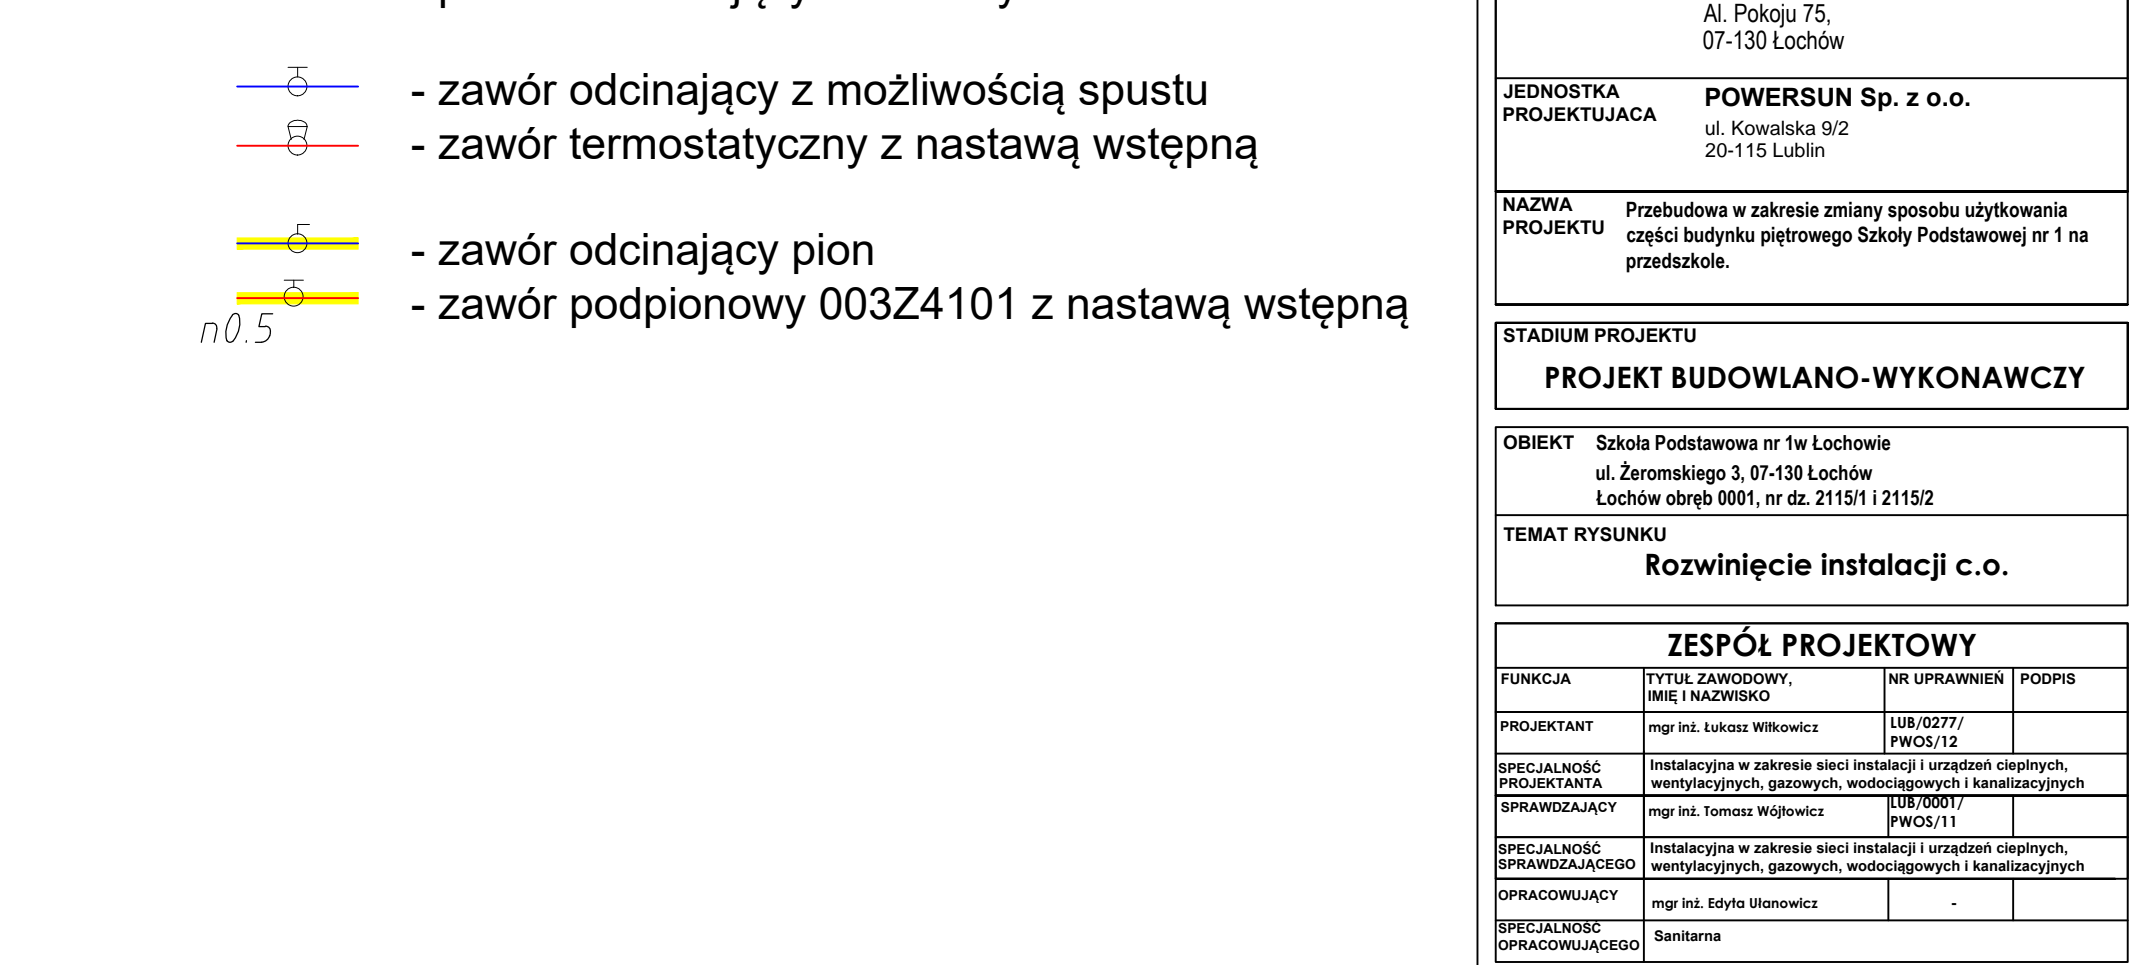 - zawór odcinający z możliwością spustu
- zawór termostatyczny z nastawą wstępną
- zawór odcinający pion
- zawór podpionowy 003Z4101 z nastawą wstępną
n0.5
Al. Pokoju 75,
07-130 Łochów
JEDNOSTKA
PROJEKTUJACA
POWERSUN Sp. z o.o.
ul. Kowalska 9/2
20-115 Lublin
NAZWA
PROJEKTU
Przebudowa w zakresie zmiany sposobu użytkowania
części budynku piętrowego Szkoły Podstawowej nr 1 na
przedszkole.
STADIUM PROJEKTU
PROJEKT BUDOWLANO-WYKONAWCZY
OBIEKT
Szkoła Podstawowa nr 1w Łochowie
ul. Żeromskiego 3, 07-130 Łochów
Łochów obręb 0001, nr dz. 2115/1 i 2115/2
TEMAT RYSUNKU
Rozwinięcie instalacji c.o.
ZESPÓŁ PROJEKTOWY
FUNKCJA
TYTUŁ ZAWODOWY,
IMIĘ I NAZWISKO
NR UPRAWNIEŃ
PODPIS
PROJEKTANT
mgr inż. Łukasz Witkowicz
LUB/0277/
PWOS/12
SPECJALNOŚĆ
PROJEKTANTA
Instalacyjna w zakresie sieci instalacji i urządzeń cieplnych,
wentylacyjnych, gazowych, wodociągowych i kanalizacyjnych
SPRAWDZAJĄCY
mgr inż. Tomasz Wójtowicz
LUB/0001/
PWOS/11
SPECJALNOŚĆ
SPRAWDZAJĄCEGO
Instalacyjna w zakresie sieci instalacji i urządzeń cieplnych,
wentylacyjnych, gazowych, wodociągowych i kanalizacyjnych
OPRACOWUJĄCY
mgr inż. Edyta Ułanowicz
-
SPECJALNOŚĆ
OPRACOWUJĄCEGO
Sanitarna